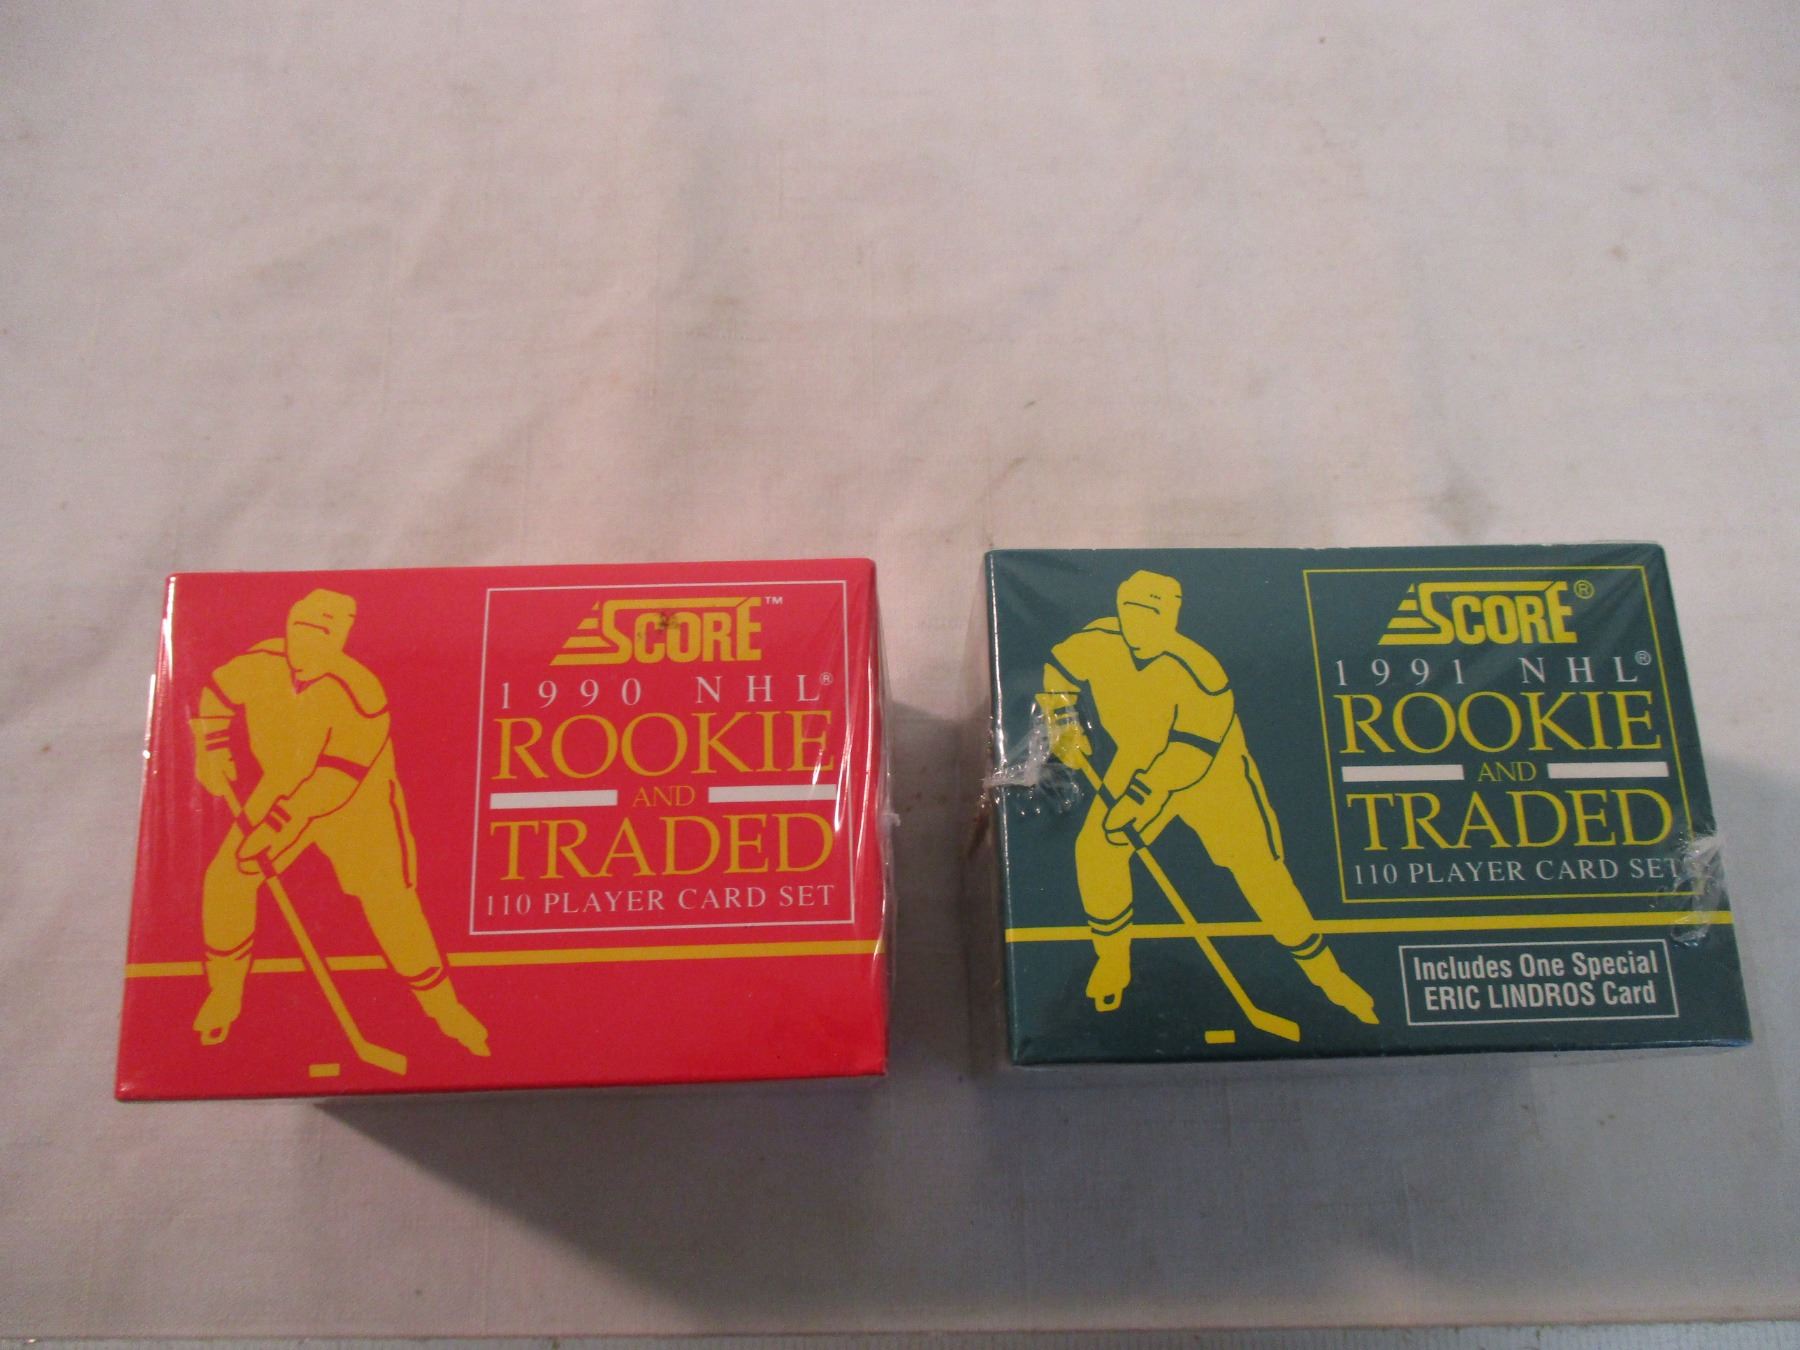 SCORE™
1990 NHL®
ROOKIE
AND
TRADED
110 PLAYER CARD SET
SCORE®
1991 NHL®
ROOKIE
AND
TRADED
110 PLAYER CARD SET
Includes One Special
ERIC LINDROS Card